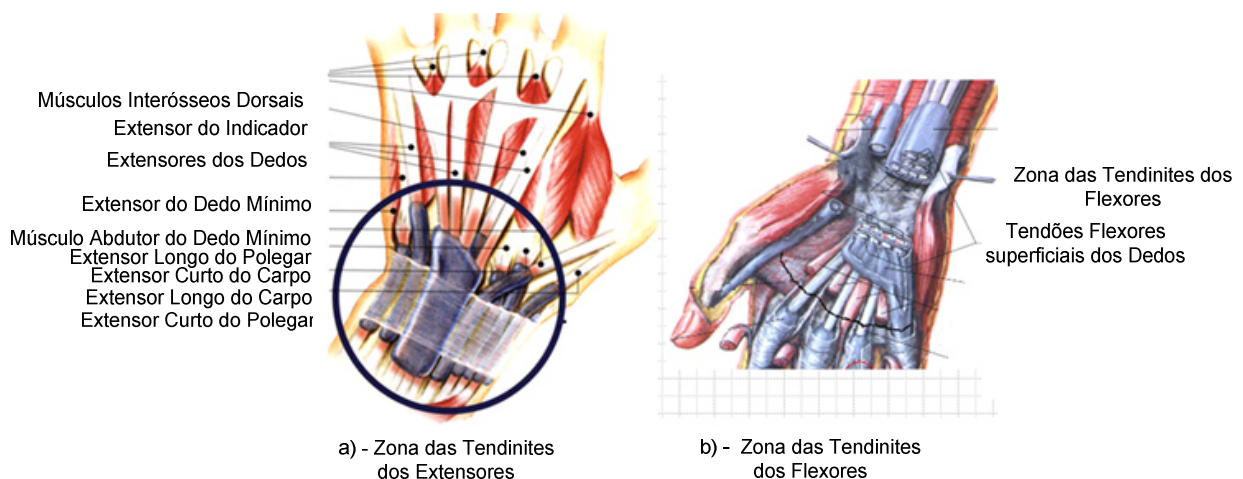 Músculos Interósseos Dorsais
Extensor do Indicador
Extensores dos Dedos
Extensor do Dedo Mínimo
Músculo Abdutor do Dedo Mínimo
Extensor Longo do Polegar
Extensor Curto do Carpo
Extensor Longo do Carpo
Extensor Curto do Polegar
a) - Zona das Tendinites
dos Extensores
Zona das Tendinites dos
Flexores
Tendões Flexores
superficiais dos Dedos
b) - Zona das Tendinites
dos Flexores